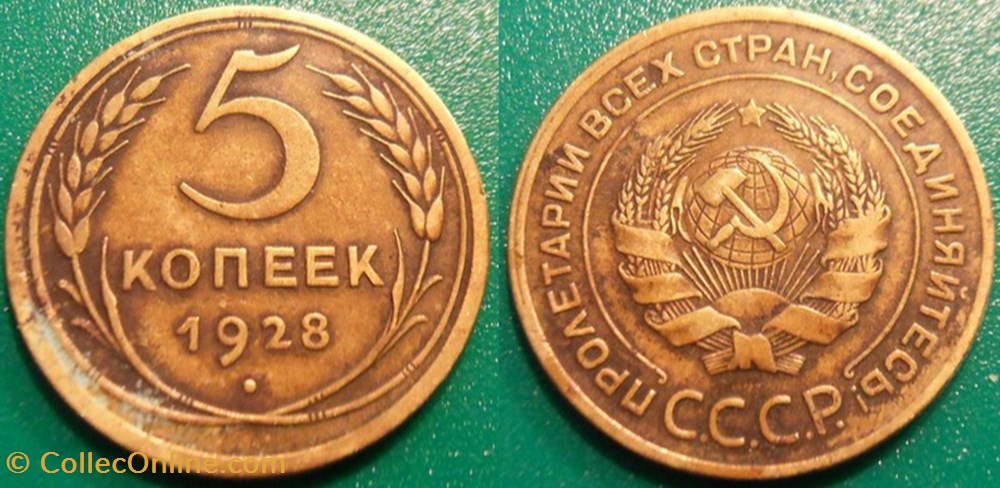 5
КОПЕЕК
1928
ПРОЛЕТАРИИ ВСЕХ СТРАН, СОЕДИНЯЙТЕСЬ!
С.С.С.Р.
© CollecOnline.com